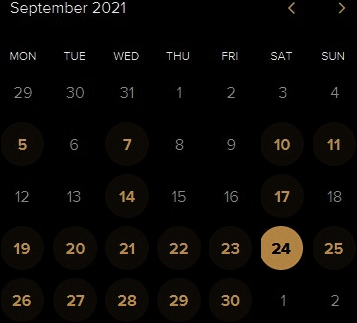 September 2021
MON TUE WED THU FRI SAT SUN
29 30 31 1 2 3 4
5 6 7 8 9 10 11
12 13 14 15 16 17 18
19 20 21 22 23 24 25
26 27 28 29 30 1 2